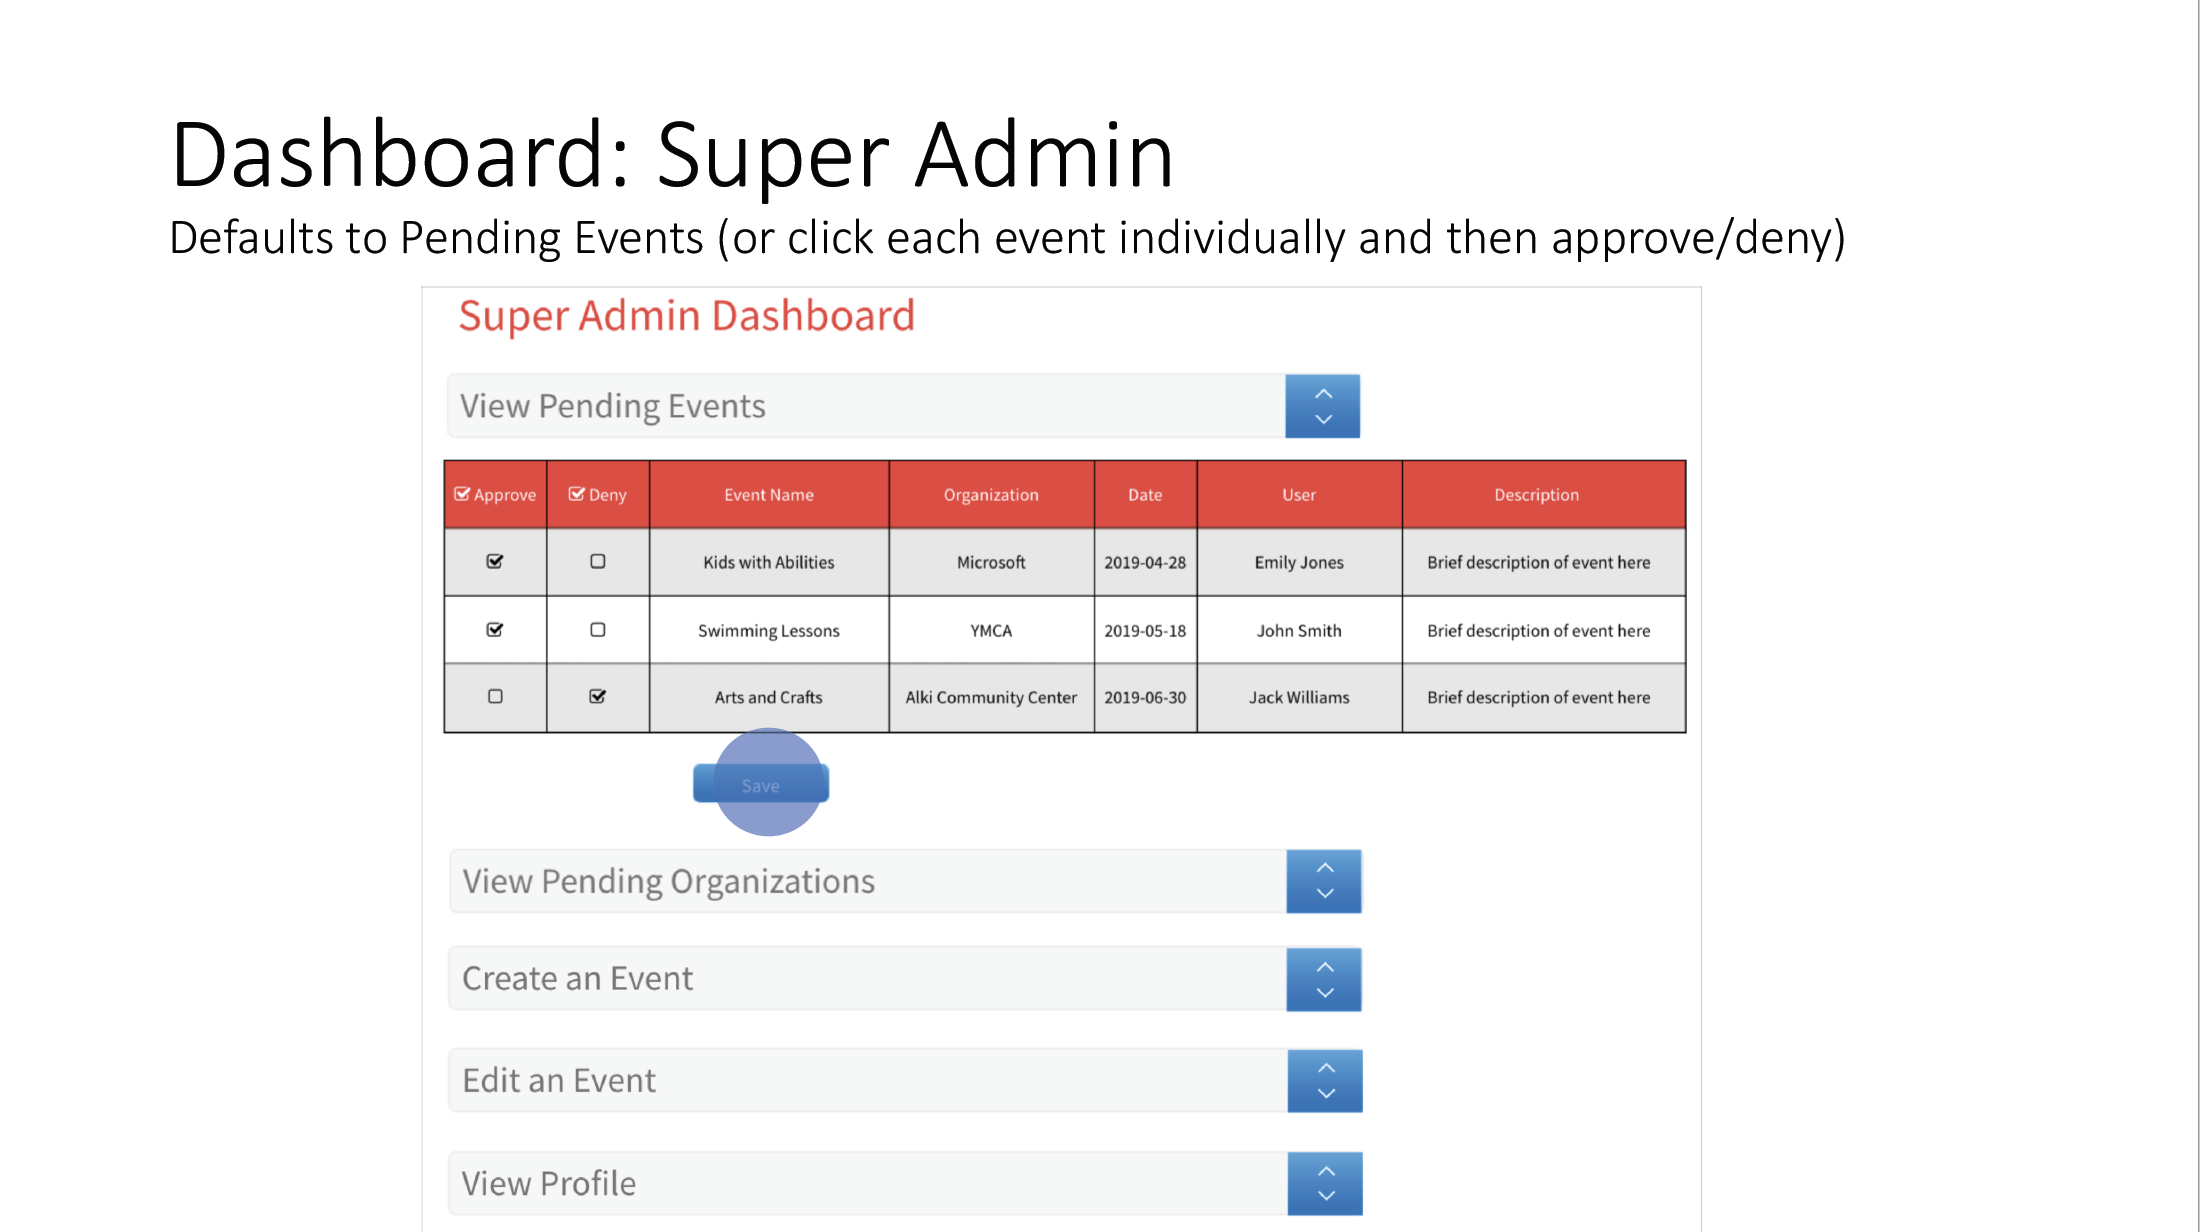 Dashboard: Super Admin
Defaults to Pending Events (or click each event individually and then approve/deny)
Super Admin Dashboard
View Pending Events
Approve Deny Event Name Organization Date User Description
Kids with Abilities Microsoft 2019-04-28 Emily Jones Brief description of event here
Swimming Lessons YMCA 2019-05-18 John Smith Brief description of event here
Arts and Crafts Alki Community Center 2019-06-30 Jack Williams Brief description of event here
Save
View Pending Organizations
Create an Event
Edit an Event
View Profile